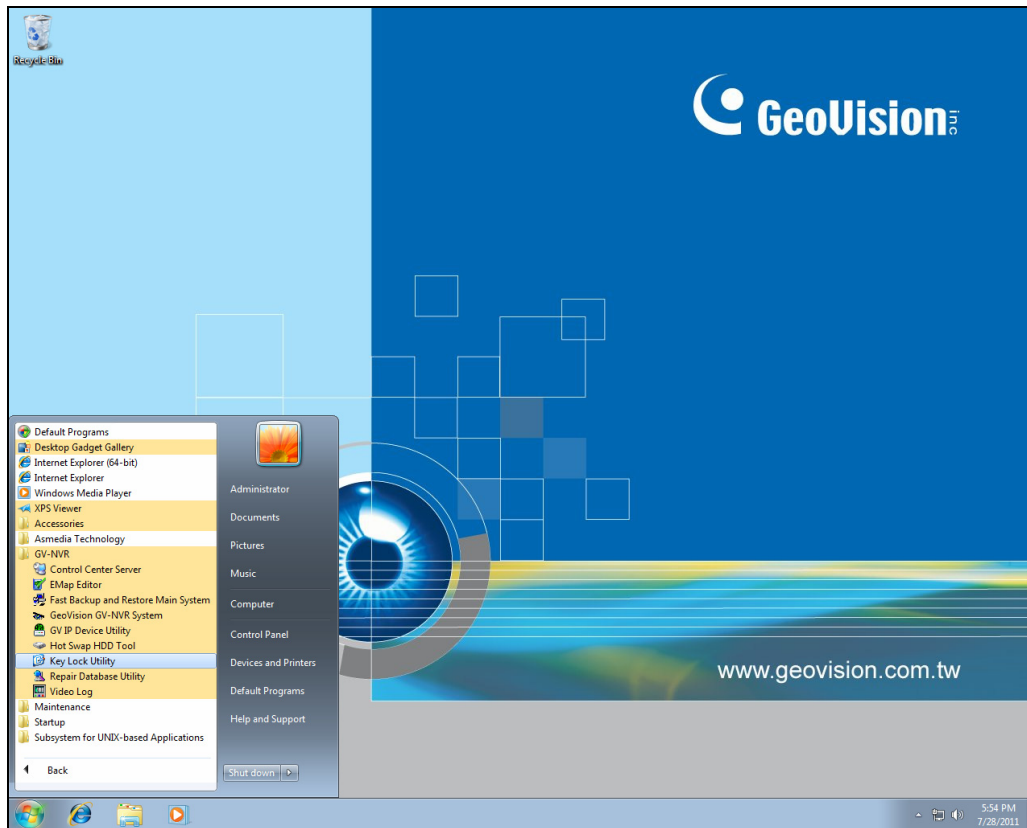 Recycle Bin
GeoVision inc
Default Programs
Desktop Gadget Gallery
Internet Explorer (64-bit)
Internet Explorer
Windows Media Player
XPS Viewer
Accessories
Asmedia Technology
GV-NVR
Control Center Server
EMap Editor
Fast Backup and Restore Main System
GeoVision GV-NVR System
GV IP Device Utility
Hot Swap HDD Tool
Key Lock Utility
Repair Database Utility
Video Log
Maintenance
Startup
Subsystem for UNIX-based Applications
Back
Administrator
Documents
Pictures
Music
Computer
Control Panel
Devices and Printers
Default Programs
Help and Support
Shut down
www.geovision.com.tw
5:54 PM
7/28/2011